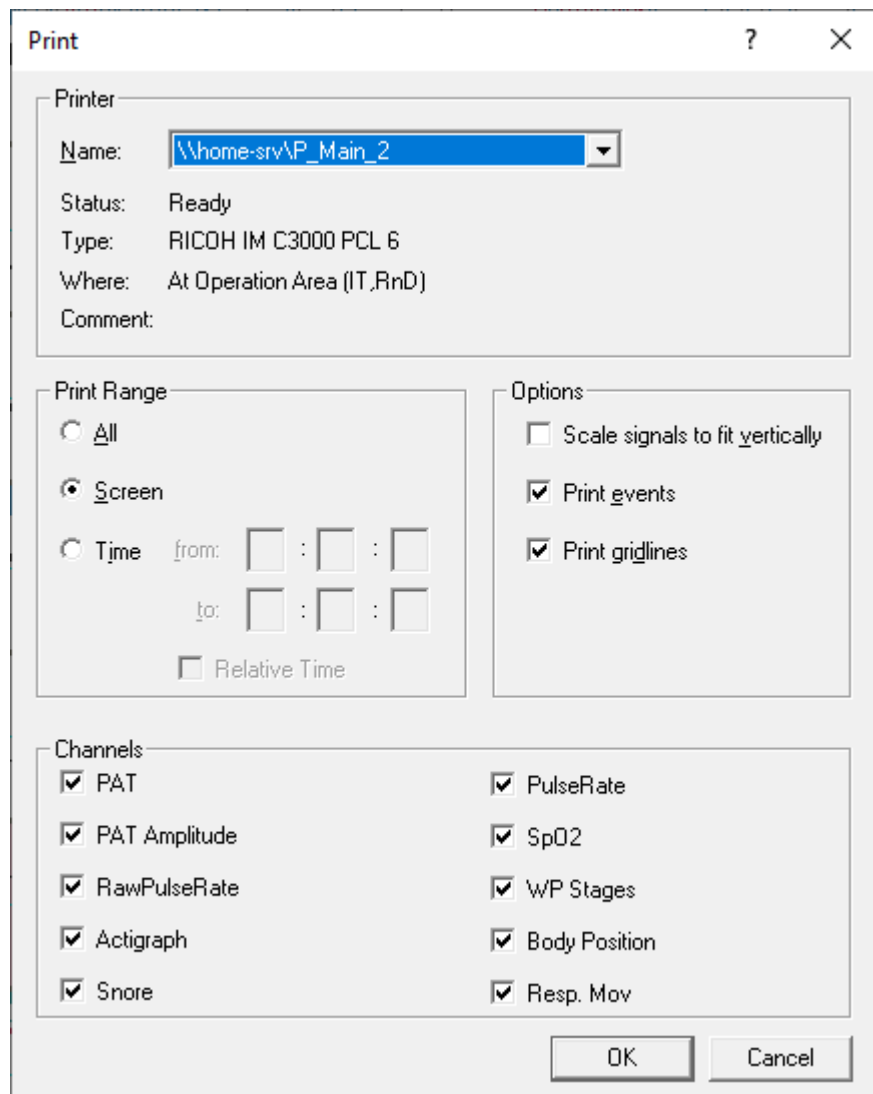 Print ?
Printer
Name: \\home-srv\P_Main_2
Status: Ready
Type: RICOH IM C3000 PCL 6
Where: At Operation Area (IT,RnD)
Comment:
Print Range
All
Screen
Time from: : :
to: : :
Relative Time
Options
Scale signals to fit vertically
Print events
Print gridlines
Channels
PAT
PAT Amplitude
RawPulseRate
Actigraph
Snore
PulseRate
SpO2
WP Stages
Body Position
Resp. Mov
OK Cancel